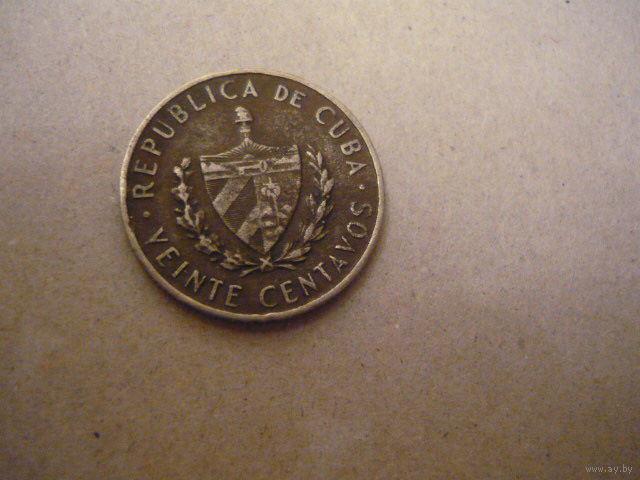 REPUBLICA DE CUBA
VEINTE CENTAVOS
www.ay.by